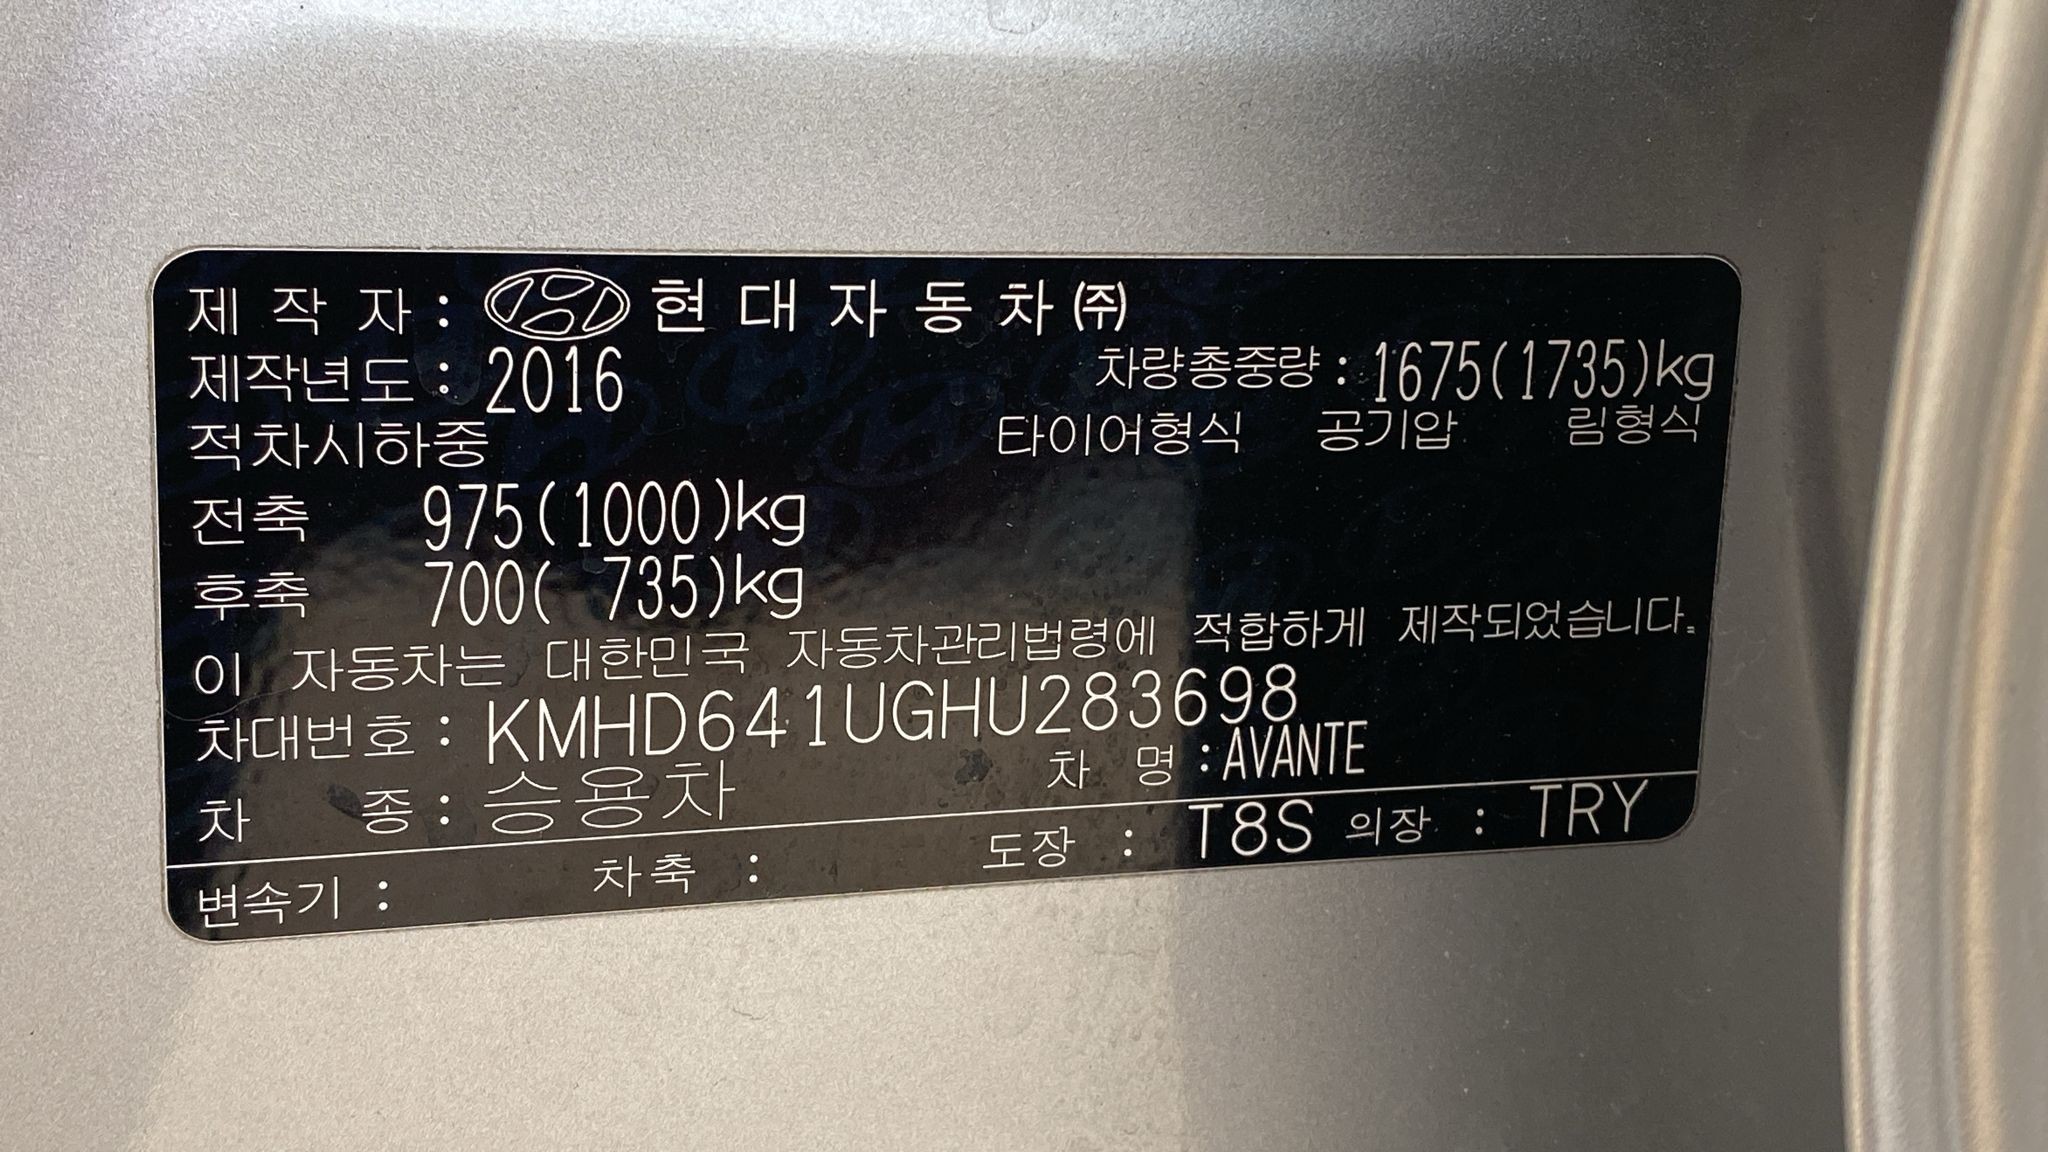 제 작 자 : 현 대 자 동 차 ㈜
제작년도 : 2016 차량총중량 : 1675(1735)kg
적차시하중 타이어형식 공기압 림형식
전축 975(1000)kg
후축 700( 735)kg
이 자동차는 대한민국 자동차관리법령에 적합하게 제작되었습니다.
차대번호 : KMHD641UGHU283698
차 종 : 승용차 차 명 : AVANTE
변속기 : 차축 : 도장 : T8S 의장 : TRY